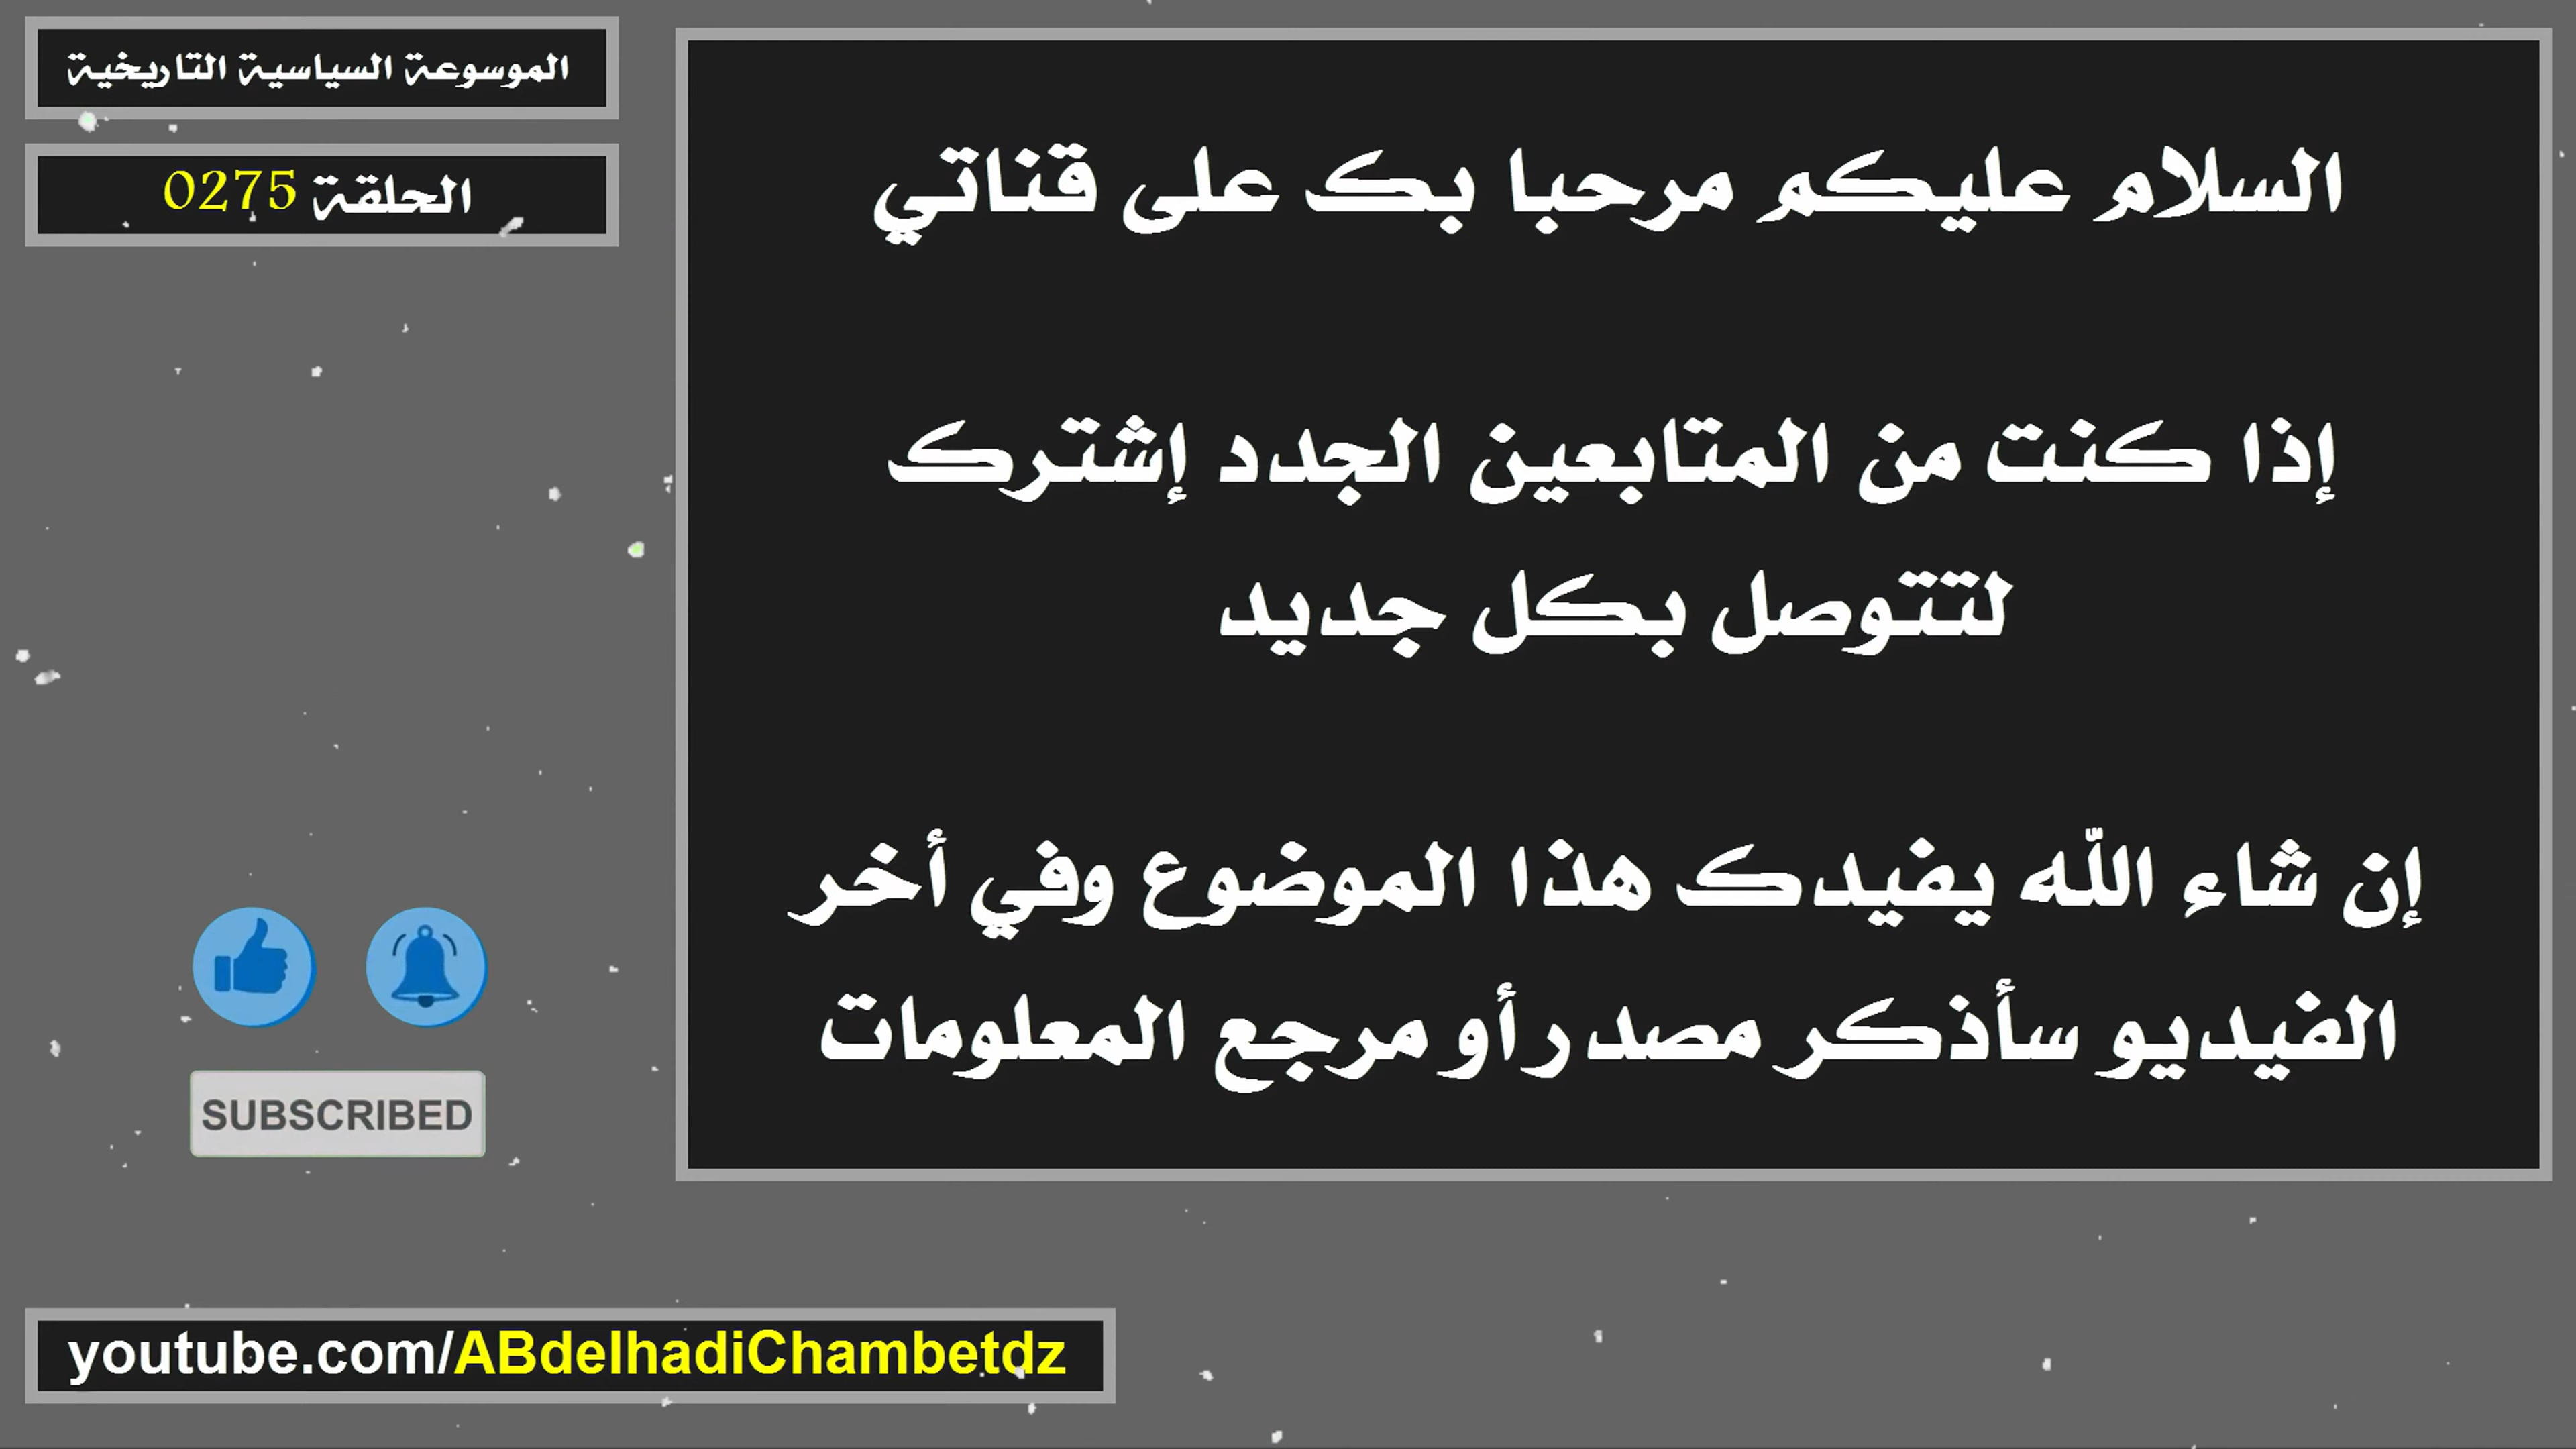 الموسوعة السياسية التاريخية
الحلقة 0275
السلام عليكم مرحبا بك على قناتي
إذا كنت من المتابعين الجدد إشترك
لتتوصل بكل جديد
إن شاء الله يفيدك هذا الموضوع وفي أخر
الفيديو سأذكر مصدر أو مرجع المعلومات
SUBSCRIBED
youtube.com/ABdelhadiChambetdz